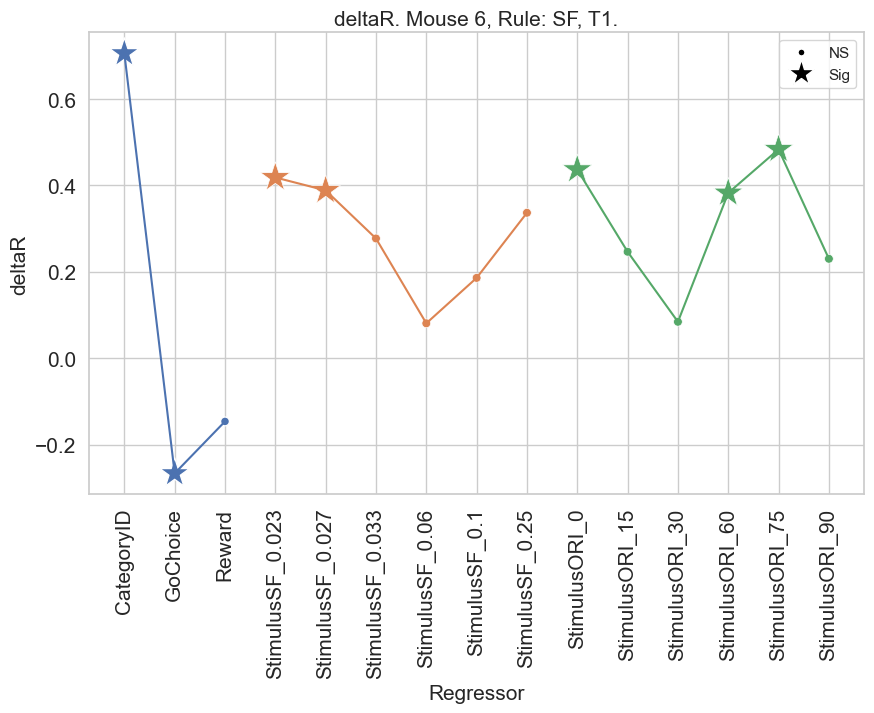 deltaR. Mouse 6, Rule: SF, T1.
NS
Sig
deltaR
0.6
0.4
0.2
0.0
−0.2
CategoryID
GoChoice
Reward
StimulusSF_0.023
StimulusSF_0.027
StimulusSF_0.033
StimulusSF_0.06
StimulusSF_0.1
StimulusSF_0.25
StimulusORI_0
StimulusORI_15
StimulusORI_30
StimulusORI_60
StimulusORI_75
StimulusORI_90
Regressor